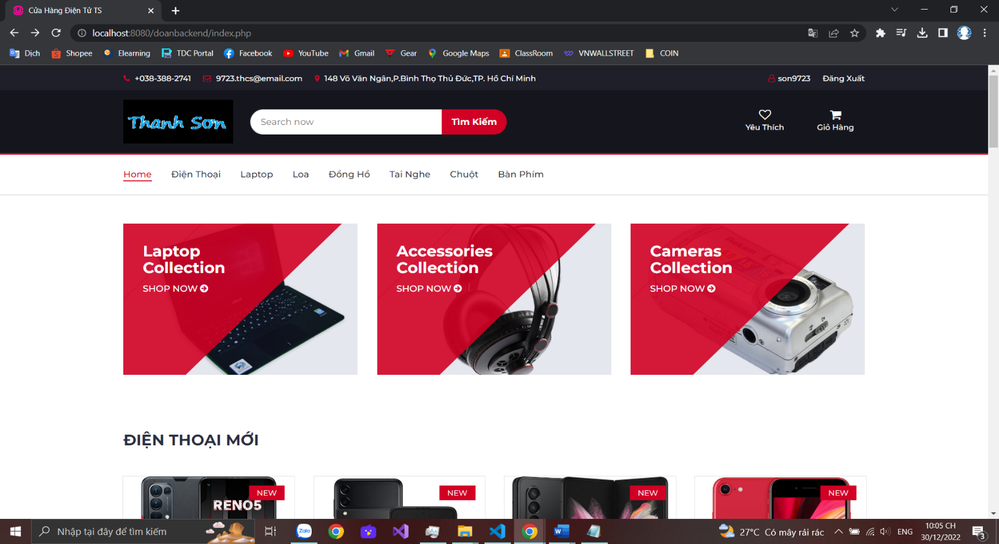 Cửa Hàng Điện Tử TS
localhost:8080/doanbackend/index.php
Dịch Shopee Elearning TDC Portal Facebook YouTube Gmail Gear Google Maps ClassRoom VNWALLSTREET COIN
+038-388-2741 9723.thcs@email.com 148 Võ Văn Ngân,P.Bình Thọ Thủ Đức,TP. Hồ Chí Minh son9723 Đăng Xuất
Thanh Sơn Search now Tìm Kiếm Yêu Thích Giỏ Hàng
Home Điện Thoại Laptop Loa Đồng Hồ Tai Nghe Chuột Bàn Phím
Laptop
Collection
SHOP NOW
Accessories
Collection
SHOP NOW
Cameras
Collection
SHOP NOW
Rekam
ĐIỆN THOẠI MỚI
NEW NEW NEW NEW
RENO5
Nhập tại đây để tìm kiếm Zalo 27°C Có mây rải rác ENG 10:05 CH
30/12/2022 3